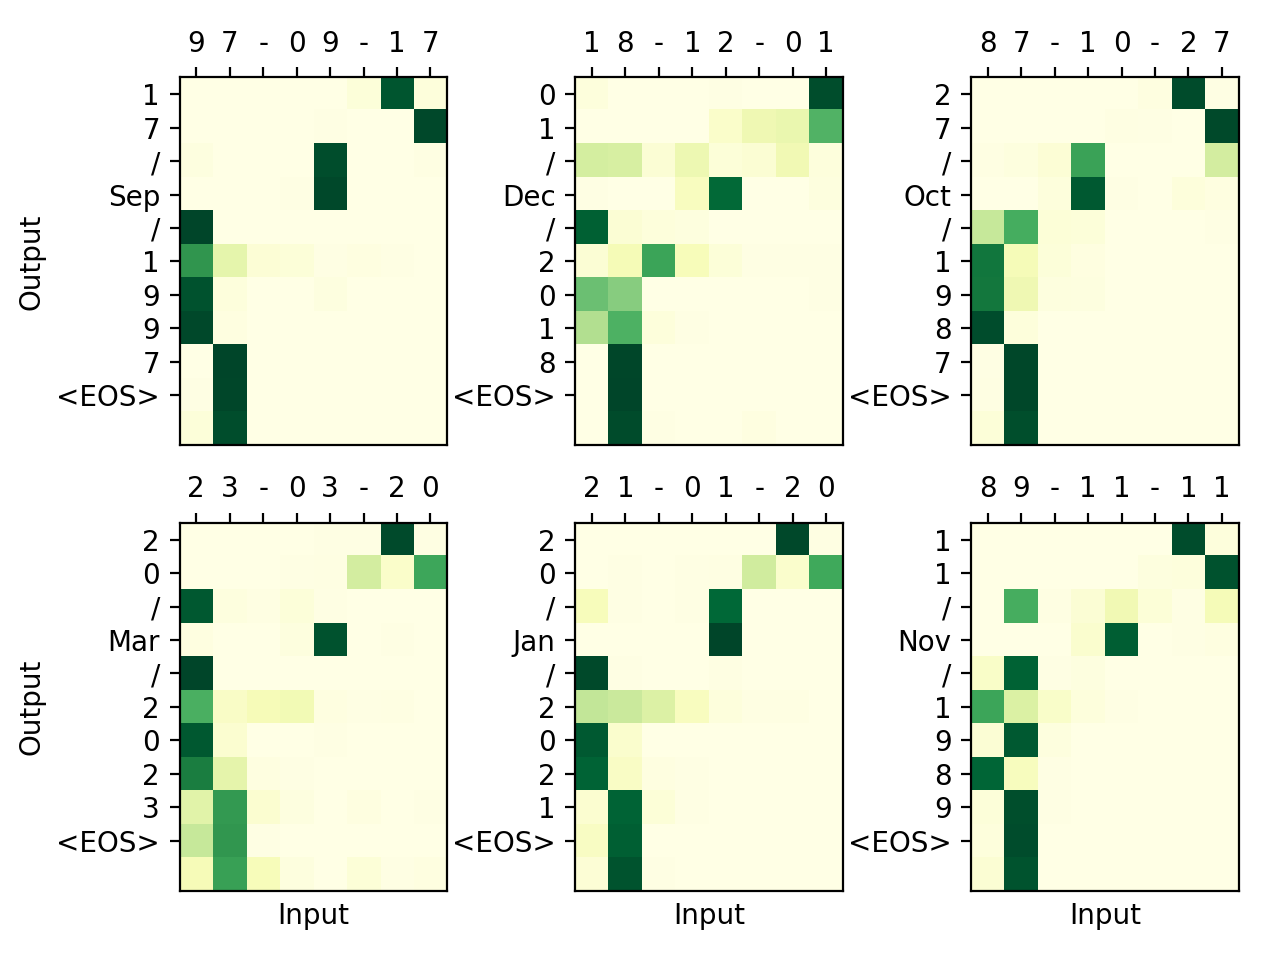 9 7 - 0 9 - 1 7
1
7
/
Sep
/
1
9
9
7
<EOS>
Output
1 8 - 1 2 - 0 1
0
1
/
Dec
/
2
0
1
8
<EOS>
8 7 - 1 0 - 2 7
2
7
/
Oct
/
1
9
8
7
<EOS>
2 3 - 0 3 - 2 0
2
0
/
Mar
/
2
0
2
3
<EOS>
Output
Input
2 1 - 0 1 - 2 0
2
0
/
Jan
/
2
0
2
1
<EOS>
Input
8 9 - 1 1 - 1 1
1
1
/
Nov
/
1
9
8
9
<EOS>
Input